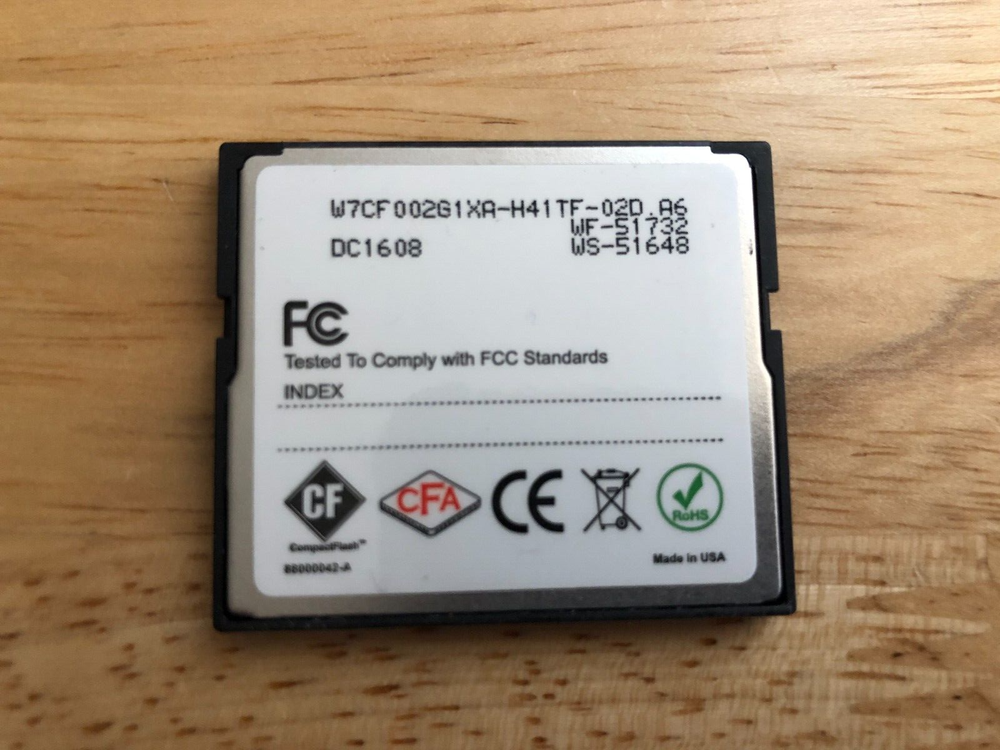 W7CF002G1XA-H41TF-02D.A6
WF-51732
DC1608 WS-51648
FC
Tested To Comply with FCC Standards
INDEX
CF CFA CE RoHS
CompactFlash™
88000042-A Made in USA